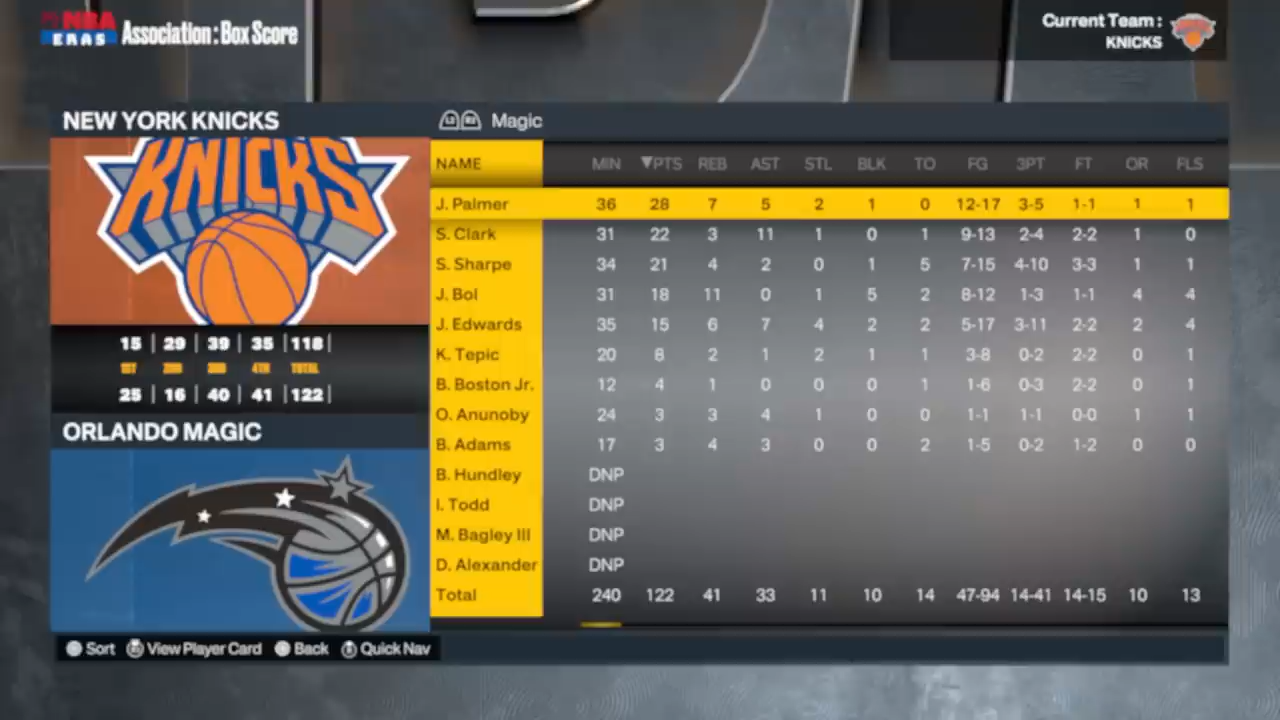 NBA
ERAS
Association: Box Score
Current Team :
KNICKS
NEW YORK KNICKS
KNICKS
15 | 29 | 39 | 35 |118|
1ST 2ND 3RD 4TH TOTAL
25 | 16 | 40 | 41 |122|
ORLANDO MAGIC
L2 R2 Magic
NAME MIN ▼PTS REB AST STL BLK TO FG 3PT FT OR FLS
J. Palmer 36 28 7 5 2 1 0 12-17 3-5 1-1 1 1
S. Clark 31 22 3 11 1 0 1 9-13 2-4 2-2 1 0
S. Sharpe 34 21 4 2 0 1 5 7-15 4-10 3-3 1 1
J. Bol 31 18 11 0 1 5 2 8-12 1-3 1-1 4 4
J. Edwards 35 15 6 7 4 2 2 5-17 3-11 2-2 2 4
K. Tepic 20 8 2 1 2 1 1 3-8 0-2 2-2 0 1
B. Boston Jr. 12 4 1 0 0 0 1 1-6 0-3 2-2 0 1
O. Anunoby 24 3 3 4 1 0 0 1-1 1-1 0-0 1 1
B. Adams 17 3 4 3 0 0 2 1-5 0-2 1-2 0 0
B. Hundley DNP
I. Todd DNP
M. Bagley III DNP
D. Alexander DNP
Total 240 122 41 33 11 10 14 47-94 14-41 14-15 10 13
Sort View Player Card Back Quick Nav